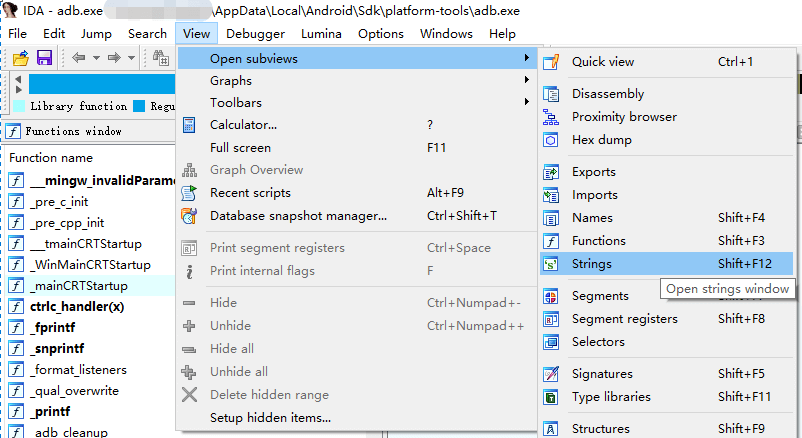 IDA - adb.exe \AppData\Local\Android\Sdk\platform-tools\adb.exe
File Edit Jump Search View Debugger Lumina Options Windows Help
Library function Regu
Functions window
Function name
__mingw_invalidParame
_pre_c_init
_pre_cpp_init
__tmainCRTStartup
_WinMainCRTStartup
_mainCRTStartup
ctrlc_handler(x)
_fprintf
_snprintf
_format_listeners
_qual_overwrite
_printf
adb cleanup
Open subviews
Graphs
Toolbars
Calculator... ?
Full screen F11
Graph Overview
Recent scripts Alt+F9
Database snapshot manager... Ctrl+Shift+T
Print segment registers Ctrl+Space
Print internal flags F
Hide Ctrl+Numpad+-
Unhide Ctrl+Numpad++
Hide all
Unhide all
Delete hidden range
Setup hidden items...
Quick view Ctrl+1
Disassembly
Proximity browser
Hex dump
Exports
Imports
Names Shift+F4
Functions Shift+F3
Strings Shift+F12
Open strings window
Segments
Segment registers Shift+F8
Selectors
Signatures Shift+F5
Type libraries Shift+F11
Structures Shift+F9